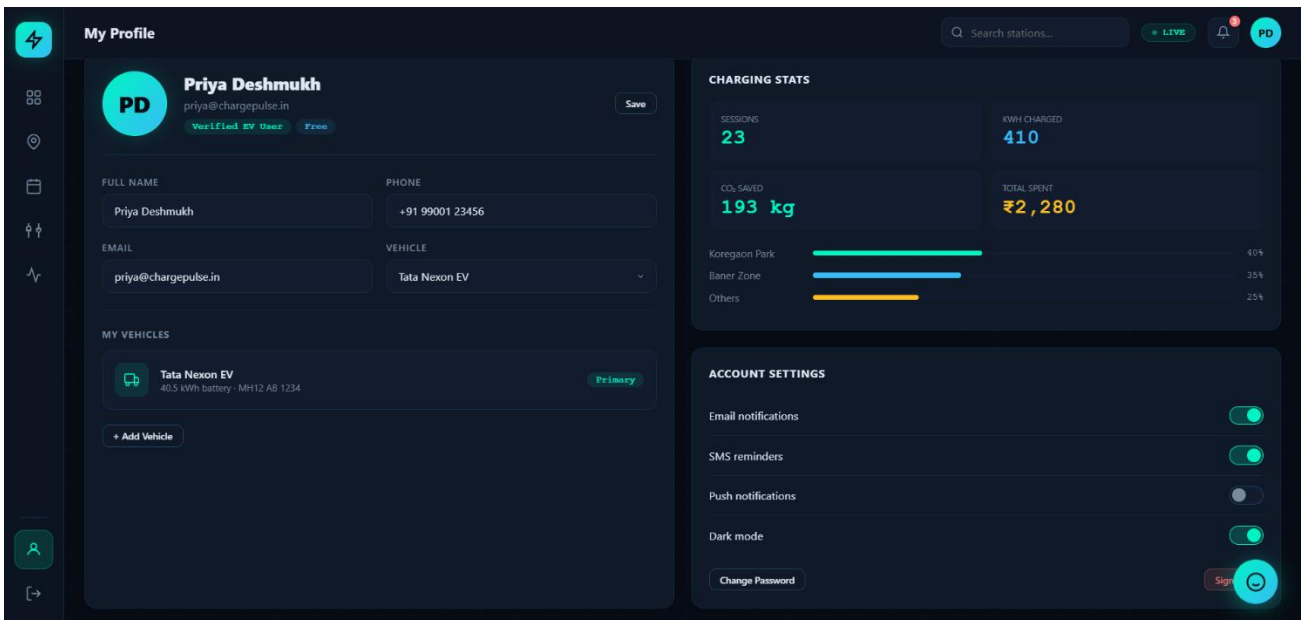 My Profile
Search stations...
LIVE
3
PD
PD
Priya Deshmukh
priya@chargepulse.in
Verified EV User
Free
Save
FULL NAME
PHONE
Priya Deshmukh
+91 99001 23456
EMAIL
VEHICLE
priya@chargepulse.in
Tata Nexon EV
MY VEHICLES
Tata Nexon EV
40.5 kWh battery · MH12 AB 1234
Primary
+ Add Vehicle
CHARGING STATS
SESSIONS
23
KWH CHARGED
410
CO₂ SAVED
193 kg
TOTAL SPENT
₹2,280
Koregaon Park
40%
Baner Zone
35%
Others
25%
ACCOUNT SETTINGS
Email notifications
SMS reminders
Push notifications
Dark mode
Change Password
Sign